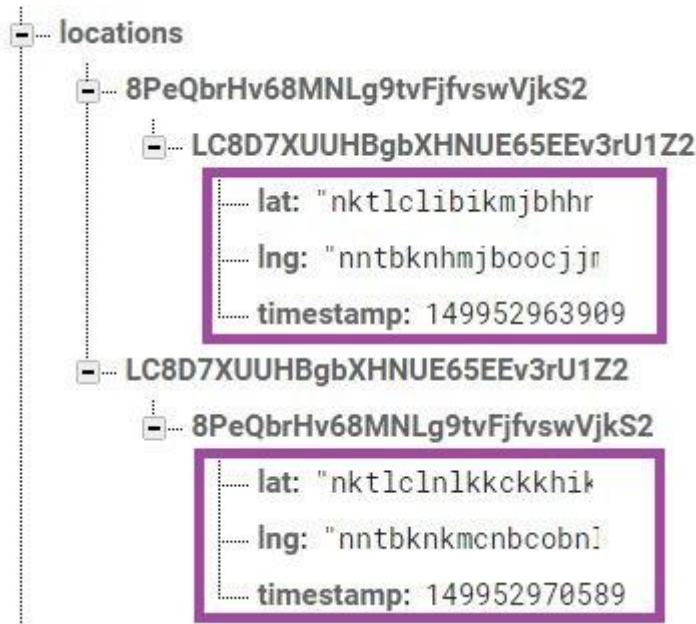 locations
8PeQbrHv68MNLg9tvFjfvswVjkS2
LC8D7XUUHBgbXHNUE65EEv3rU1Z2
lat: "nktlclibikmjbhhr
lng: "nntbknhmjboocjjm
timestamp: 149952963909
LC8D7XUUHBgbXHNUE65EEv3rU1Z2
8PeQbrHv68MNLg9tvFjfvswVjkS2
lat: "nktlclnlkkckkhik
lng: "nntbknkmcnbcobnl
timestamp: 149952970589